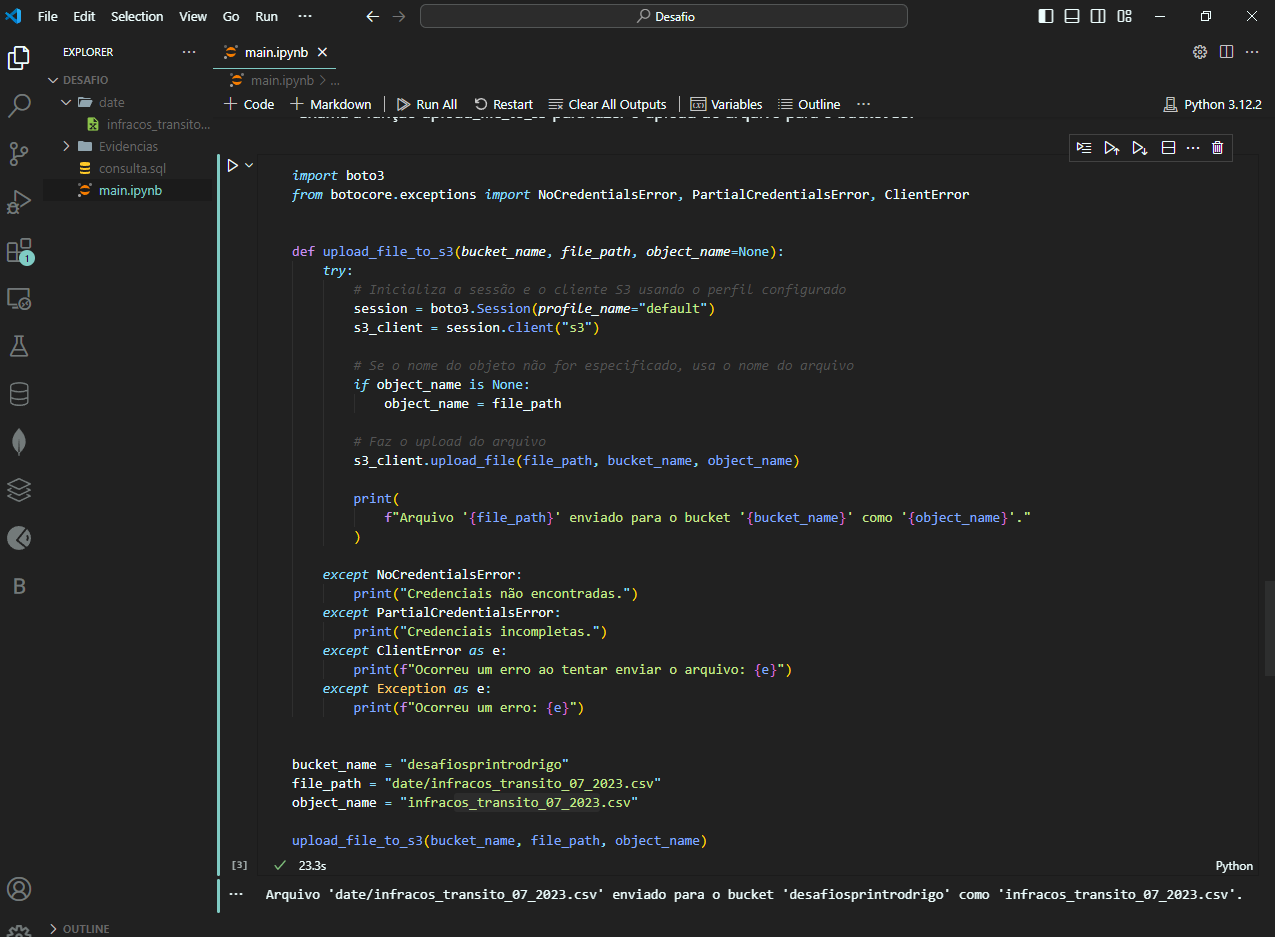 File Edit Selection View Go Run ···
Desafio
EXPLORER ···
DESAFIO
date
infracos_transito...
Evidencias
consulta.sql
main.ipynb
1
B
OUTLINE
main.ipynb
main.ipynb > ...
+ Code + Markdown Run All Restart Clear All Outputs Variables Outline ··· Python 3.12.2
import boto3
from botocore.exceptions import NoCredentialsError, PartialCredentialsError, ClientError
def upload_file_to_s3(bucket_name, file_path, object_name=None):
try:
# Inicializa a sessão e o cliente S3 usando o perfil configurado
session = boto3.Session(profile_name="default")
s3_client = session.client("s3")
# Se o nome do objeto não for especificado, usa o nome do arquivo
if object_name is None:
object_name = file_path
# Faz o upload do arquivo
s3_client.upload_file(file_path, bucket_name, object_name)
print(
f"Arquivo '{file_path}' enviado para o bucket '{bucket_name}' como '{object_name}'."
)
except NoCredentialsError:
print("Credenciais não encontradas.")
except PartialCredentialsError:
print("Credenciais incompletas.")
except ClientError as e:
print(f"Ocorreu um erro ao tentar enviar o arquivo: {e}")
except Exception as e:
print(f"Ocorreu um erro: {e}")
bucket_name = "desafiosprintrodrigo"
file_path = "date/infracos_transito_07_2023.csv"
object_name = "infracos_transito_07_2023.csv"
upload_file_to_s3(bucket_name, file_path, object_name)
[3] 23.3s Python
··· Arquivo 'date/infracos_transito_07_2023.csv' enviado para o bucket 'desafiosprintrodrigo' como 'infracos_transito_07_2023.csv'.